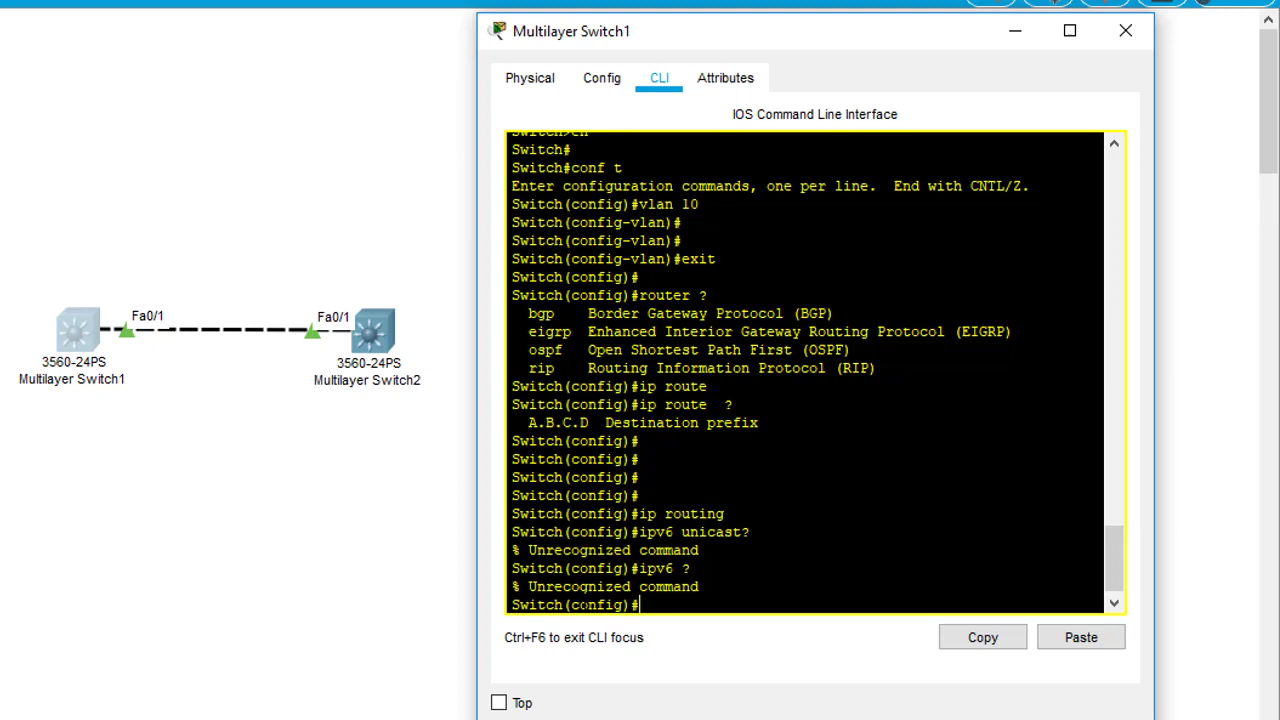 Multilayer Switch1
Physical
Config
CLI
Attributes
IOS Command Line Interface
Switch>en
Switch#
Switch#conf t
Enter configuration commands, one per line.  End with CNTL/Z.
Switch(config)#vlan 10
Switch(config-vlan)#
Switch(config-vlan)#
Switch(config-vlan)#exit
Switch(config)#
Switch(config)#router ?
bgp    Border Gateway Protocol (BGP)
eigrp  Enhanced Interior Gateway Routing Protocol (EIGRP)
ospf   Open Shortest Path First (OSPF)
rip    Routing Information Protocol (RIP)
Switch(config)#ip route
Switch(config)#ip route  ?
A.B.C.D  Destination prefix
Switch(config)#
Switch(config)#
Switch(config)#
Switch(config)#
Switch(config)#ip routing
Switch(config)#ipv6 unicast?
% Unrecognized command
Switch(config)#ipv6 ?
% Unrecognized command
Switch(config)#
Ctrl+F6 to exit CLI focus
Copy
Paste
Top
Fa0/1
Fa0/1
3560-24PS
Multilayer Switch1
3560-24PS
Multilayer Switch2